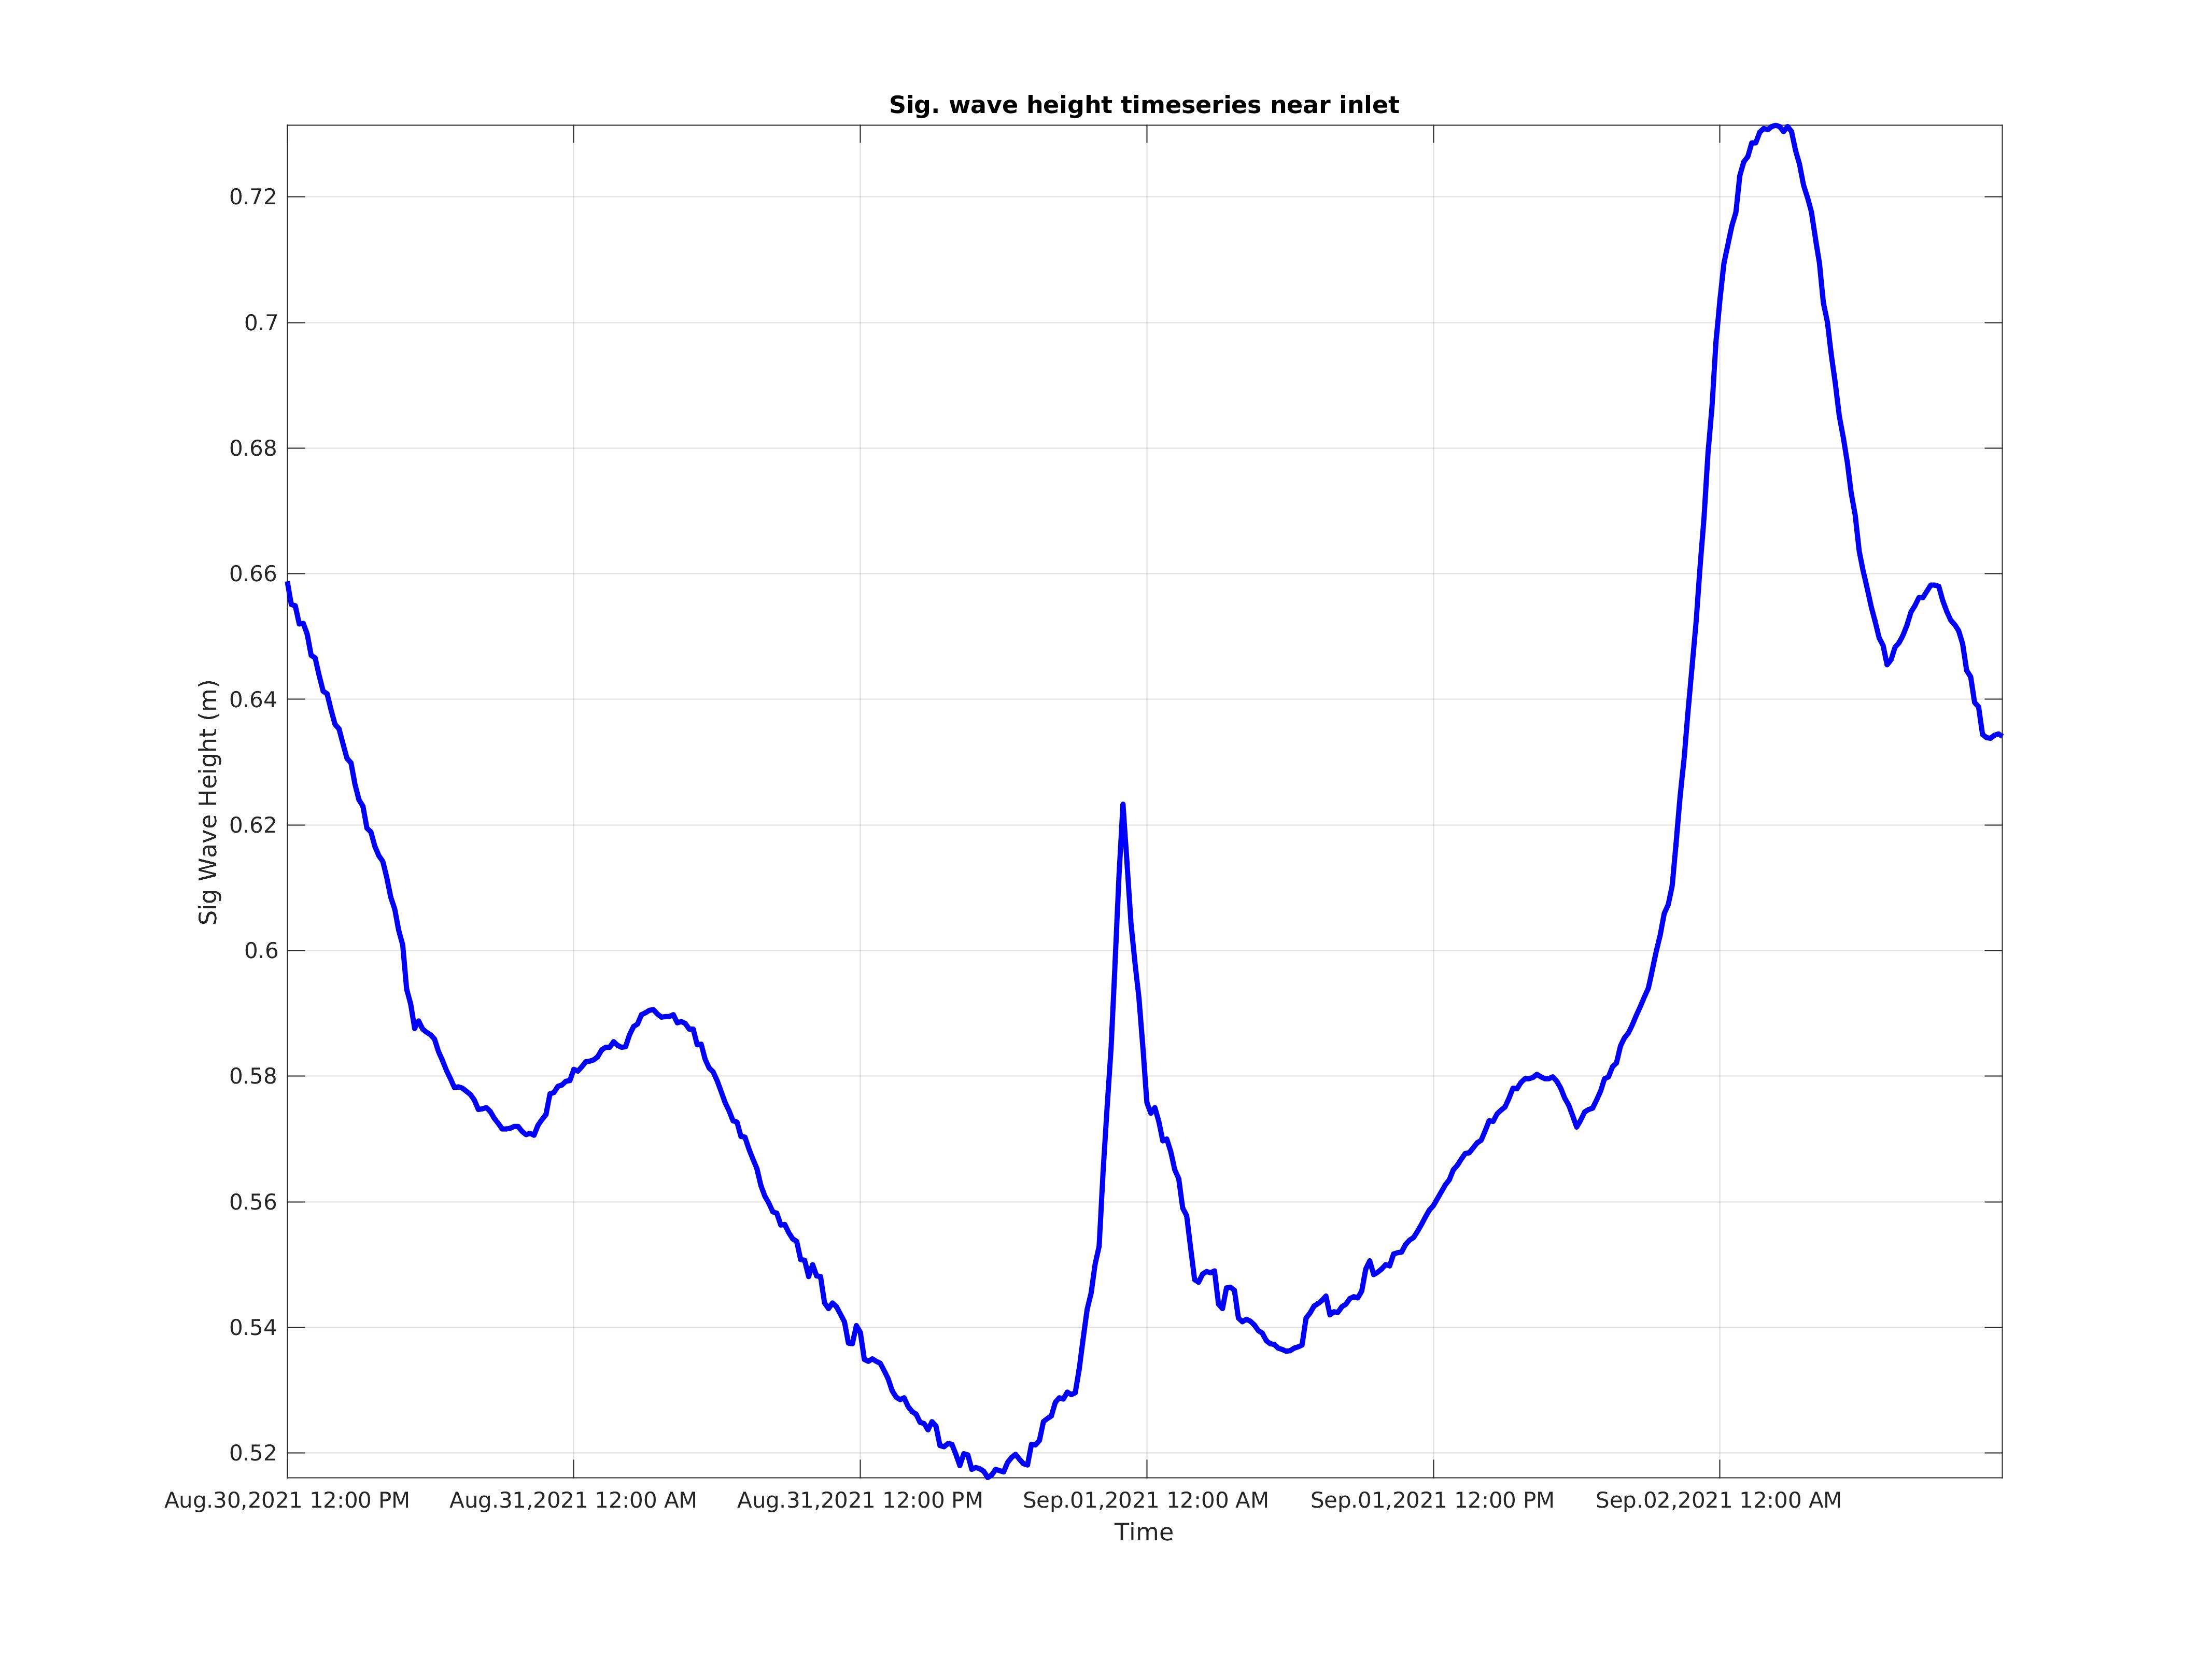 Sig. wave height timeseries near inlet
0.72
0.7
0.68
0.66
0.64
0.62
0.6
0.58
0.56
0.54
0.52
Sig Wave Height (m)
Aug.30,2021 12:00 PM Aug.31,2021 12:00 AM Aug.31,2021 12:00 PM Sep.01,2021 12:00 AM Sep.01,2021 12:00 PM Sep.02,2021 12:00 AM
Time